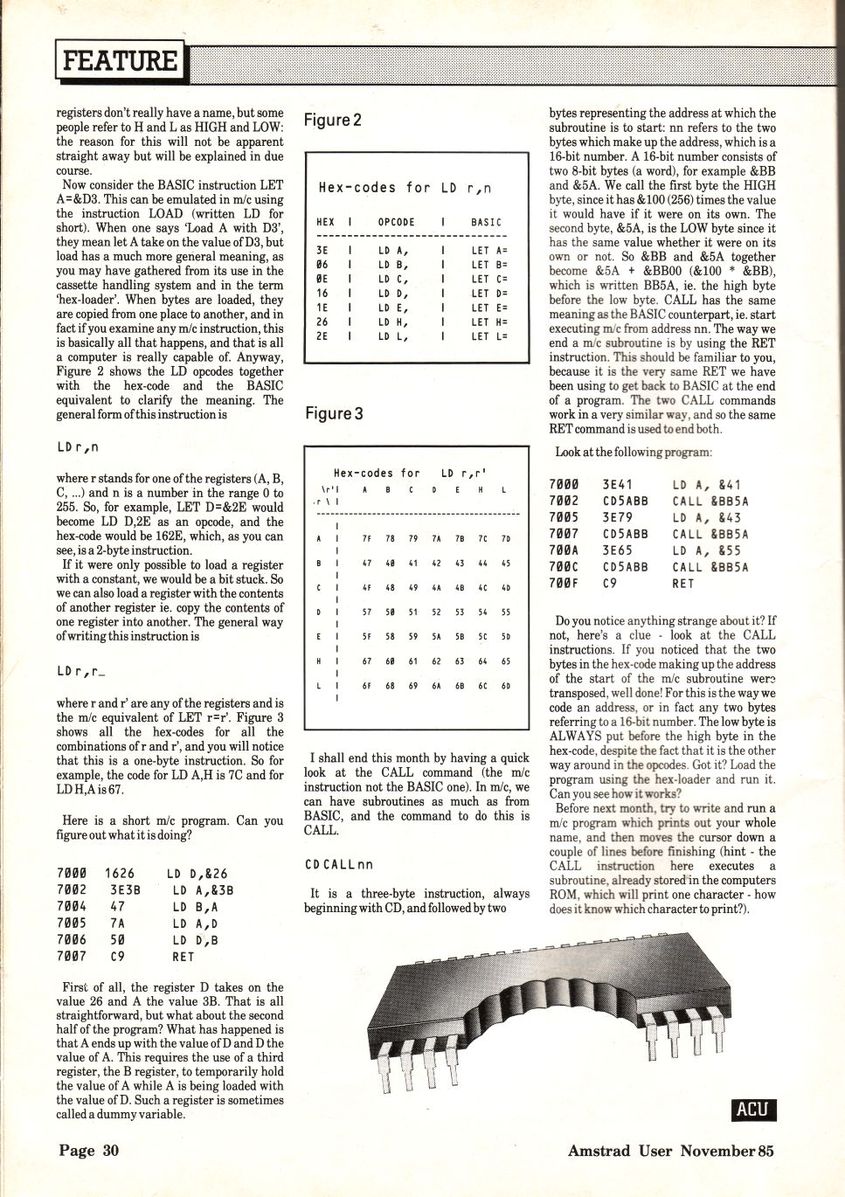 FEATURE
registers don't really have a name, but some
people refer to H and L as HIGH and LOW:
the reason for this will not be apparent
straight away but will be explained in due
course.
Now consider the BASIC instruction LET
A=&D3. This can be emulated in m/c using
the instruction LOAD (written LD for
short). When one says 'Load A with D3',
they mean let A take on the value of D3, but
load has a much more general meaning, as
you may have gathered from its use in the
cassette handling system and in the term
'hex-loader'. When bytes are loaded, they
are copied from one place to another, and in
fact if you examine any m/c instruction, this
is basically all that happens, and that is all
a computer is really capable of. Anyway,
Figure 2 shows the LD opcodes together
with the hex-code and the BASIC
equivalent to clarify the meaning. The
general form of this instruction is
LD r,n
where r stands for one of the registers (A, B,
C, ...) and n is a number in the range 0 to
255. So, for example, LET D=&2E would
become LD D,2E as an opcode, and the
hex-code would be 162E, which, as you can
see, is a 2-byte instruction.
If it were only possible to load a register
with a constant, we would be a bit stuck. So
we can also load a register with the contents
of another register ie. copy the contents of
one register into another. The general way
of writing this instruction is
LD r,r_
where r and r' are any of the registers and is
the m/c equivalent of LET r=r'. Figure 3
shows all the hex-codes for all the
combinations of r and r', and you will notice
that this is a one-byte instruction. So for
example, the code for LD A,H is 7C and for
LD H,A is 67.
Here is a short m/c program. Can you
figure out what it is doing?
7000 1626 LD D,&26
7002 3E3B LD A,&3B
7004 47 LD B,A
7005 7A LD A,D
7006 50 LD D,B
7007 C9 RET
First of all, the register D takes on the
value 26 and A the value 3B. That is all
straightforward, but what about the second
half of the program? What has happened is
that A ends up with the value of D and D the
value of A. This requires the use of a third
register, the B register, to temporarily hold
the value of A while A is being loaded with
the value of D. Such a register is sometimes
called a dummy variable.
Figure 2
Hex-codes for LD r,n
HEX | OPCODE | BASIC
----------------------------------
3E | LD A, | LET A=
06 | LD B, | LET B=
0E | LD C, | LET C=
16 | LD D, | LET D=
1E | LD E, | LET E=
26 | LD H, | LET H=
2E | LD L, | LET L=
Figure 3
Hex-codes for LD r,r'
\r'| A B C D E H L
r \ |
----------------------------------
A | 7F 78 79 7A 7B 7C 7D
B | 47 40 41 42 43 44 45
C | 4F 48 49 4A 4B 4C 4D
D | 57 50 51 52 53 54 55
E | 5F 58 59 5A 5B 5C 5D
H | 67 60 61 62 63 64 65
L | 6F 68 69 6A 6B 6C 6D
I shall end this month by having a quick
look at the CALL command (the m/c
instruction not the BASIC one). In m/c, we
can have subroutines as much as from
BASIC, and the command to do this is
CALL.
CD CALL nn
It is a three-byte instruction, always
beginning with CD, and followed by two
bytes representing the address at which the
subroutine is to start: nn refers to the two
bytes which make up the address, which is a
16-bit number. A 16-bit number consists of
two 8-bit bytes (a word), for example &BB
and &5A. We call the first byte the HIGH
byte, since it has &100 (256) times the value
it would have if it were on its own. The
second byte, &5A, is the LOW byte since it
has the same value whether it were on its
own or not. So &BB and &5A together
become &5A + &BB00 (&100 * &BB),
which is written BB5A, ie. the high byte
before the low byte. CALL has the same
meaning as the BASIC counterpart, ie. start
executing m/c from address nn. The way we
end a m/c subroutine is by using the RET
instruction. This should be familiar to you,
because it is the very same RET we have
been using to get back to BASIC at the end
of a program. The two CALL commands
work in a very similar way, and so the same
RET command is used to end both.
Look at the following program:
7000 3E41 LD A, &41
7002 CD5ABB CALL &BB5A
7005 3E79 LD A, &43
7007 CD5ABB CALL &BB5A
700A 3E65 LD A, &55
700C CD5ABB CALL &BB5A
700F C9 RET
Do you notice anything strange about it? If
not, here's a clue - look at the CALL
instructions. If you noticed that the two
bytes in the hex-code making up the address
of the start of the m/c subroutine were
transposed, well done! For this is the way we
code an address, or in fact any two bytes
referring to a 16-bit number. The low byte is
ALWAYS put before the high byte in the
hex-code, despite the fact that it is the other
way around in the opcodes. Got it? Load the
program using the hex-loader and run it.
Can you see how it works?
Before next month, try to write and run a
m/c program which prints out your whole
name, and then moves the cursor down a
couple of lines before finishing (hint - the
CALL instruction here executes a
subroutine, already stored in the computers
ROM, which will print one character - how
does it know which character to print?).
ACU
Page 30
Amstrad User November 85